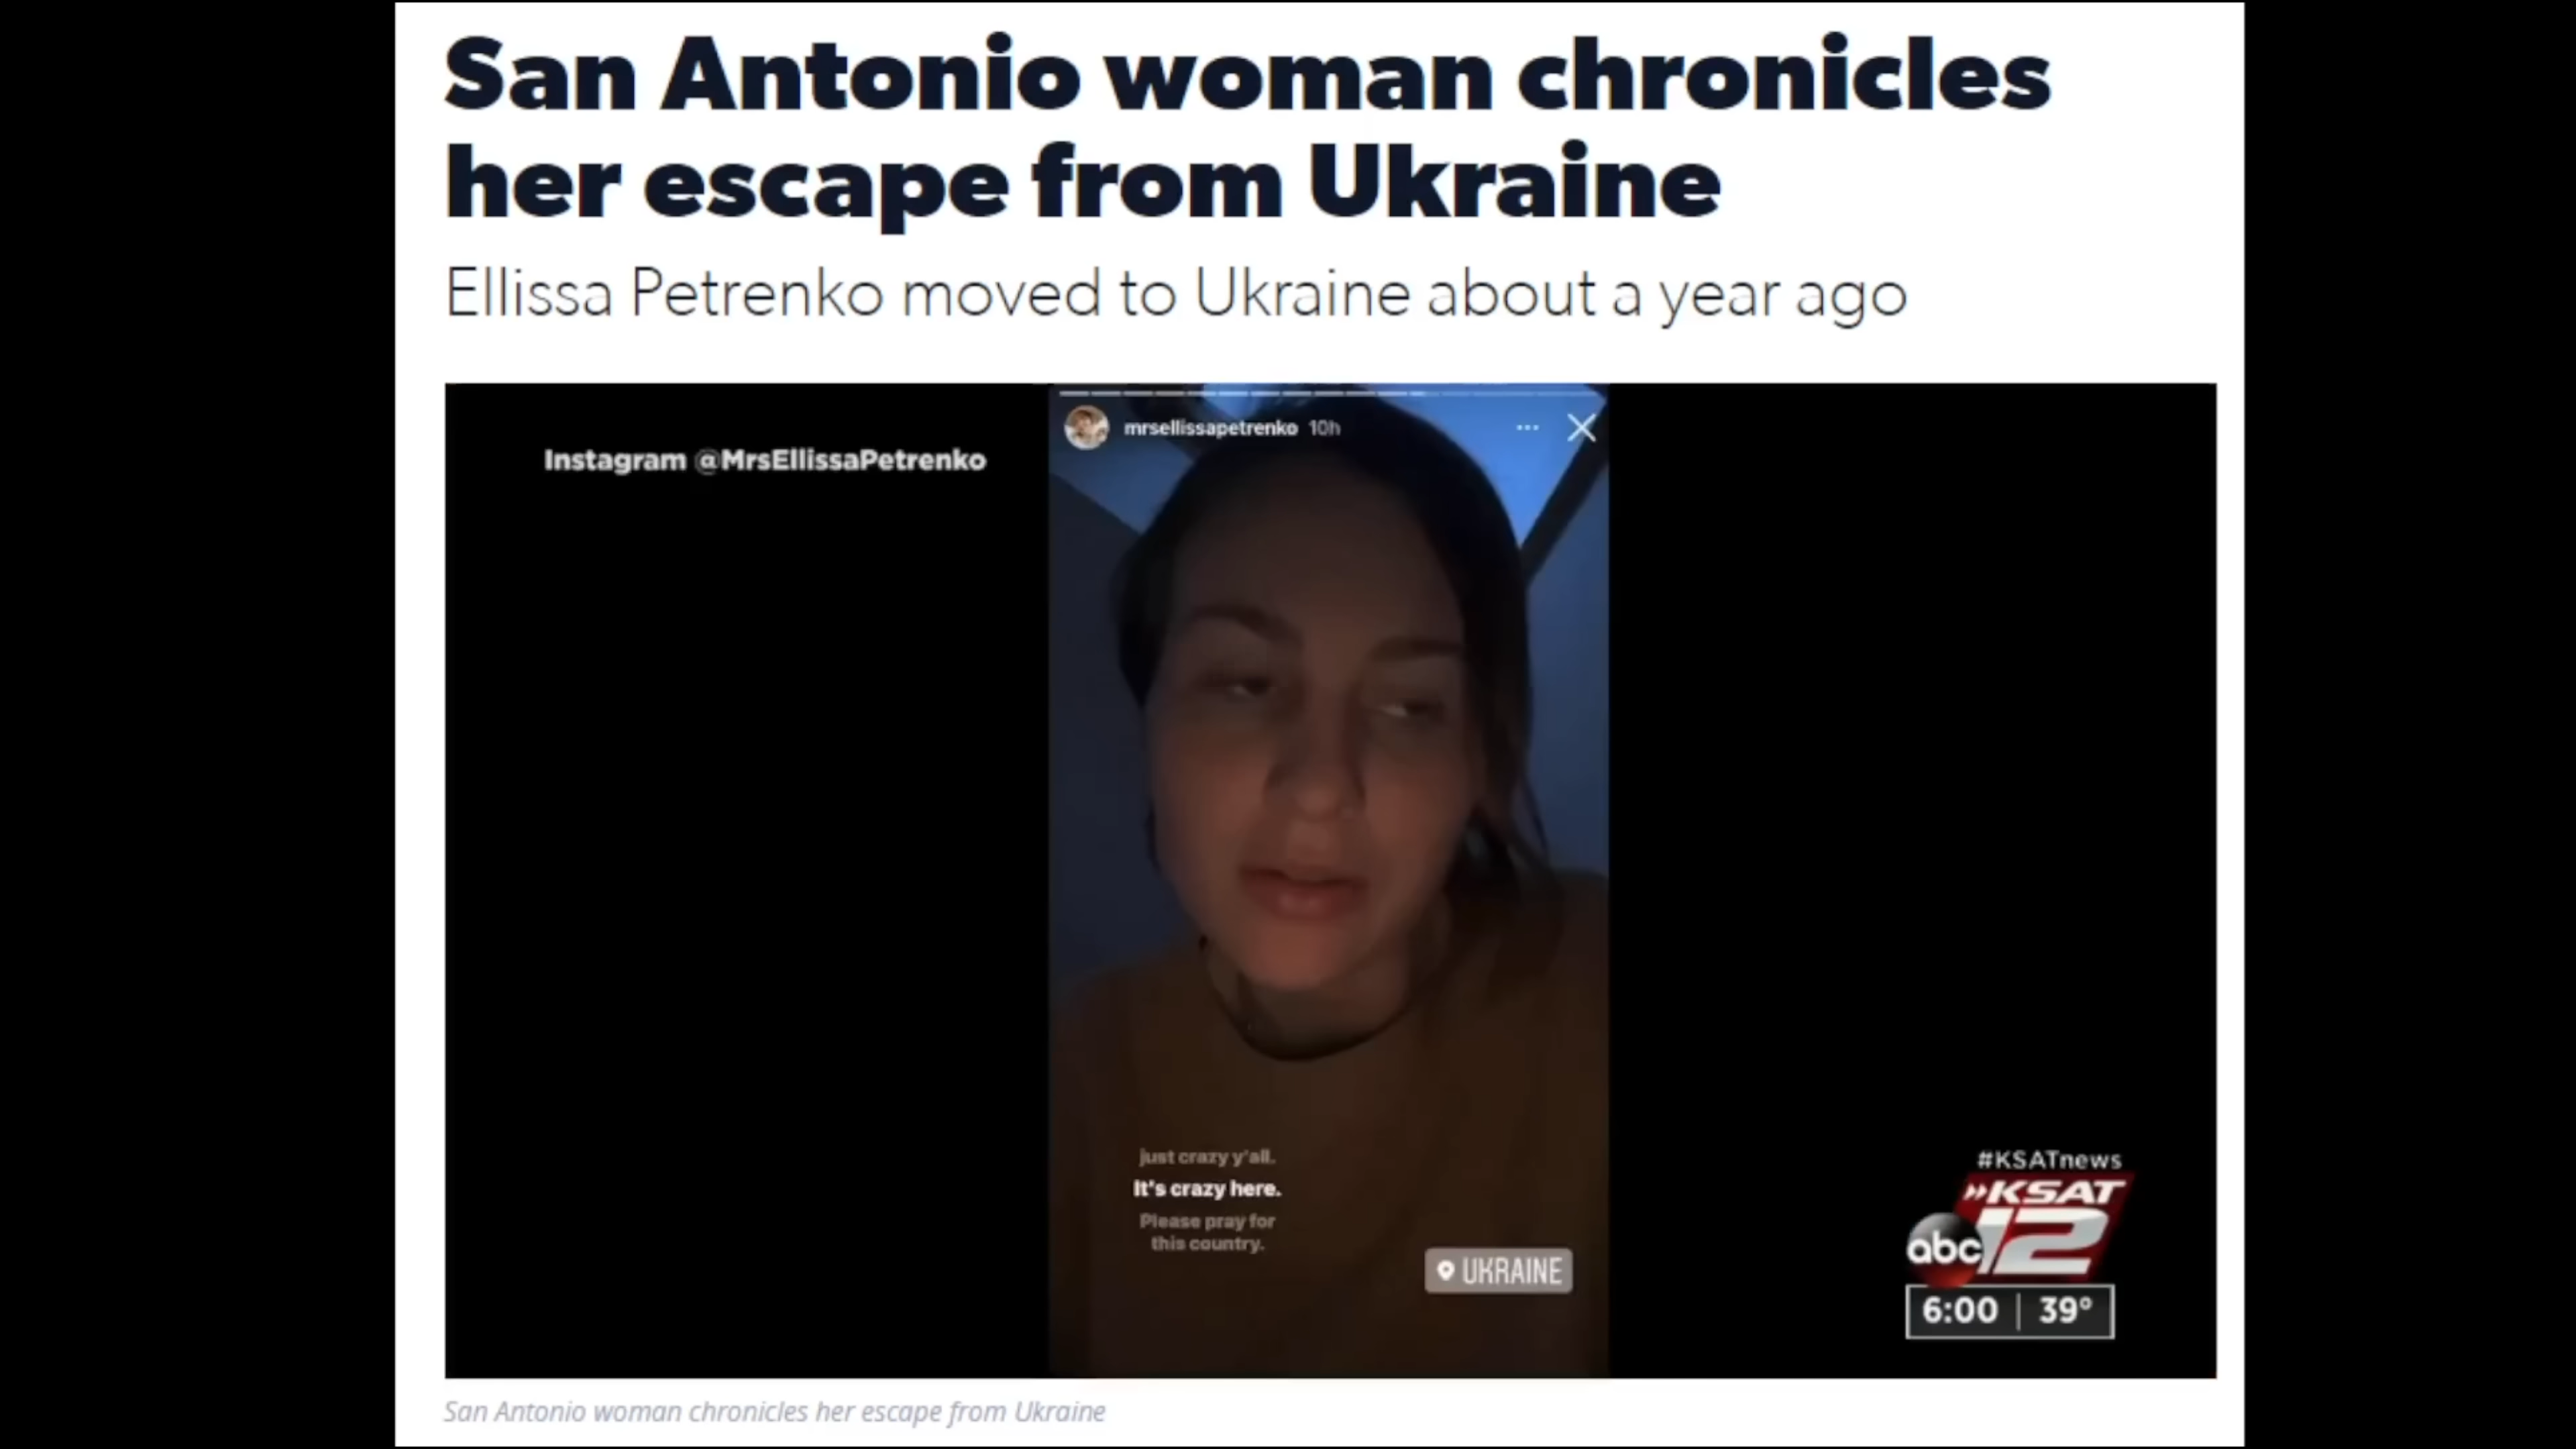 San Antonio woman chronicles
her escape from Ukraine
Ellissa Petrenko moved to Ukraine about a year ago
Instagram @MrsEllissaPetrenko
mrsellissapetrenko 10h
just crazy y'all.
It's crazy here.
Please pray for
this country.
UKRAINE
#KSATnews
KSAT
abc 12
6:00 | 39°
San Antonio woman chronicles her escape from Ukraine